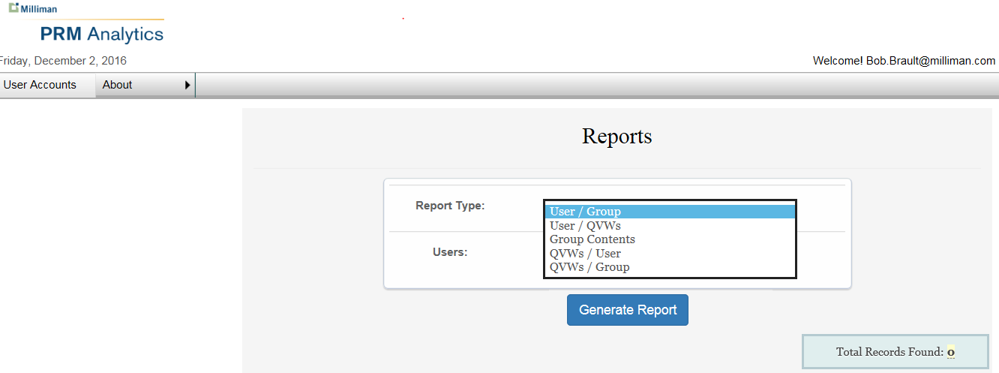 Milliman
PRM Analytics
Friday, December 2, 2016
Welcome! Bob.Brault@milliman.com
User Accounts
About
Reports
Report Type:
User / Group
User / QVWs
Group Contents
QVWs / User
QVWs / Group
Users:
Generate Report
Total Records Found: 0